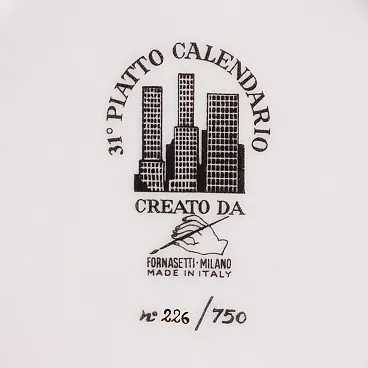 31° PIATTO CALENDARIO
CREATO DA
FORNASETTI · MILANO
MADE IN ITALY
n° 226 / 750